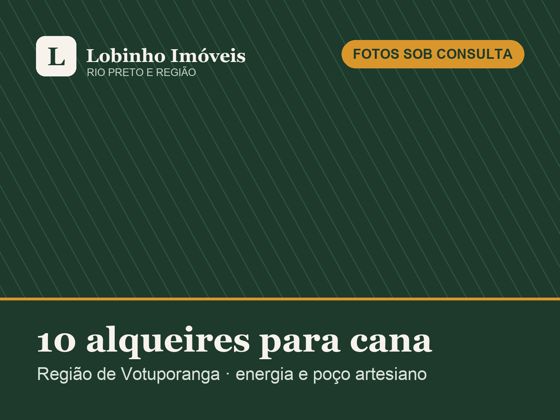 L
Lobinho Imóveis
RIO PRETO E REGIÃO
FOTOS SOB CONSULTA
10 alqueires para cana
Região de Votuporanga · energia e poço artesiano